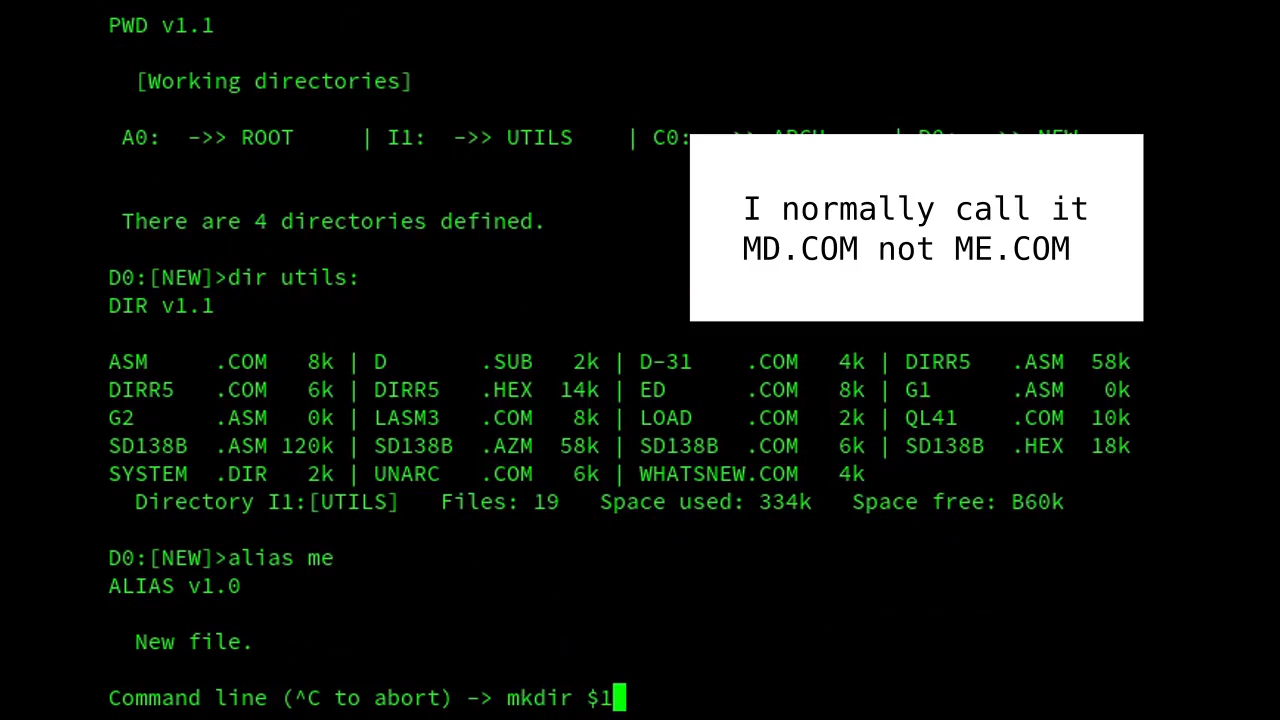 PWD v1.1
[Working directories]
A0: ->> ROOT | I1: ->> UTILS | C0: ->> ARCH | D0: ->> NEW
I normally call it
MD.COM not ME.COM
There are 4 directories defined.
D0:[NEW]>dir utils:
DIR v1.1
ASM .COM 8k | D .SUB 2k | D-31 .COM 4k | DIRR5 .ASM 58k
DIRR5 .COM 6k | DIRR5 .HEX 14k | ED .COM 8k | G1 .ASM 0k
G2 .ASM 0k | LASM3 .COM 8k | LOAD .COM 2k | QL41 .COM 10k
SD138B .ASM 120k | SD138B .AZM 58k | SD138B .COM 6k | SD138B .HEX 18k
SYSTEM .DIR 2k | UNARC .COM 6k | WHATSNEW.COM 4k
Directory I1:[UTILS] Files: 19 Space used: 334k Space free: B60k
D0:[NEW]>alias me
ALIAS v1.0
New file.
Command line (^C to abort) -> mkdir $1